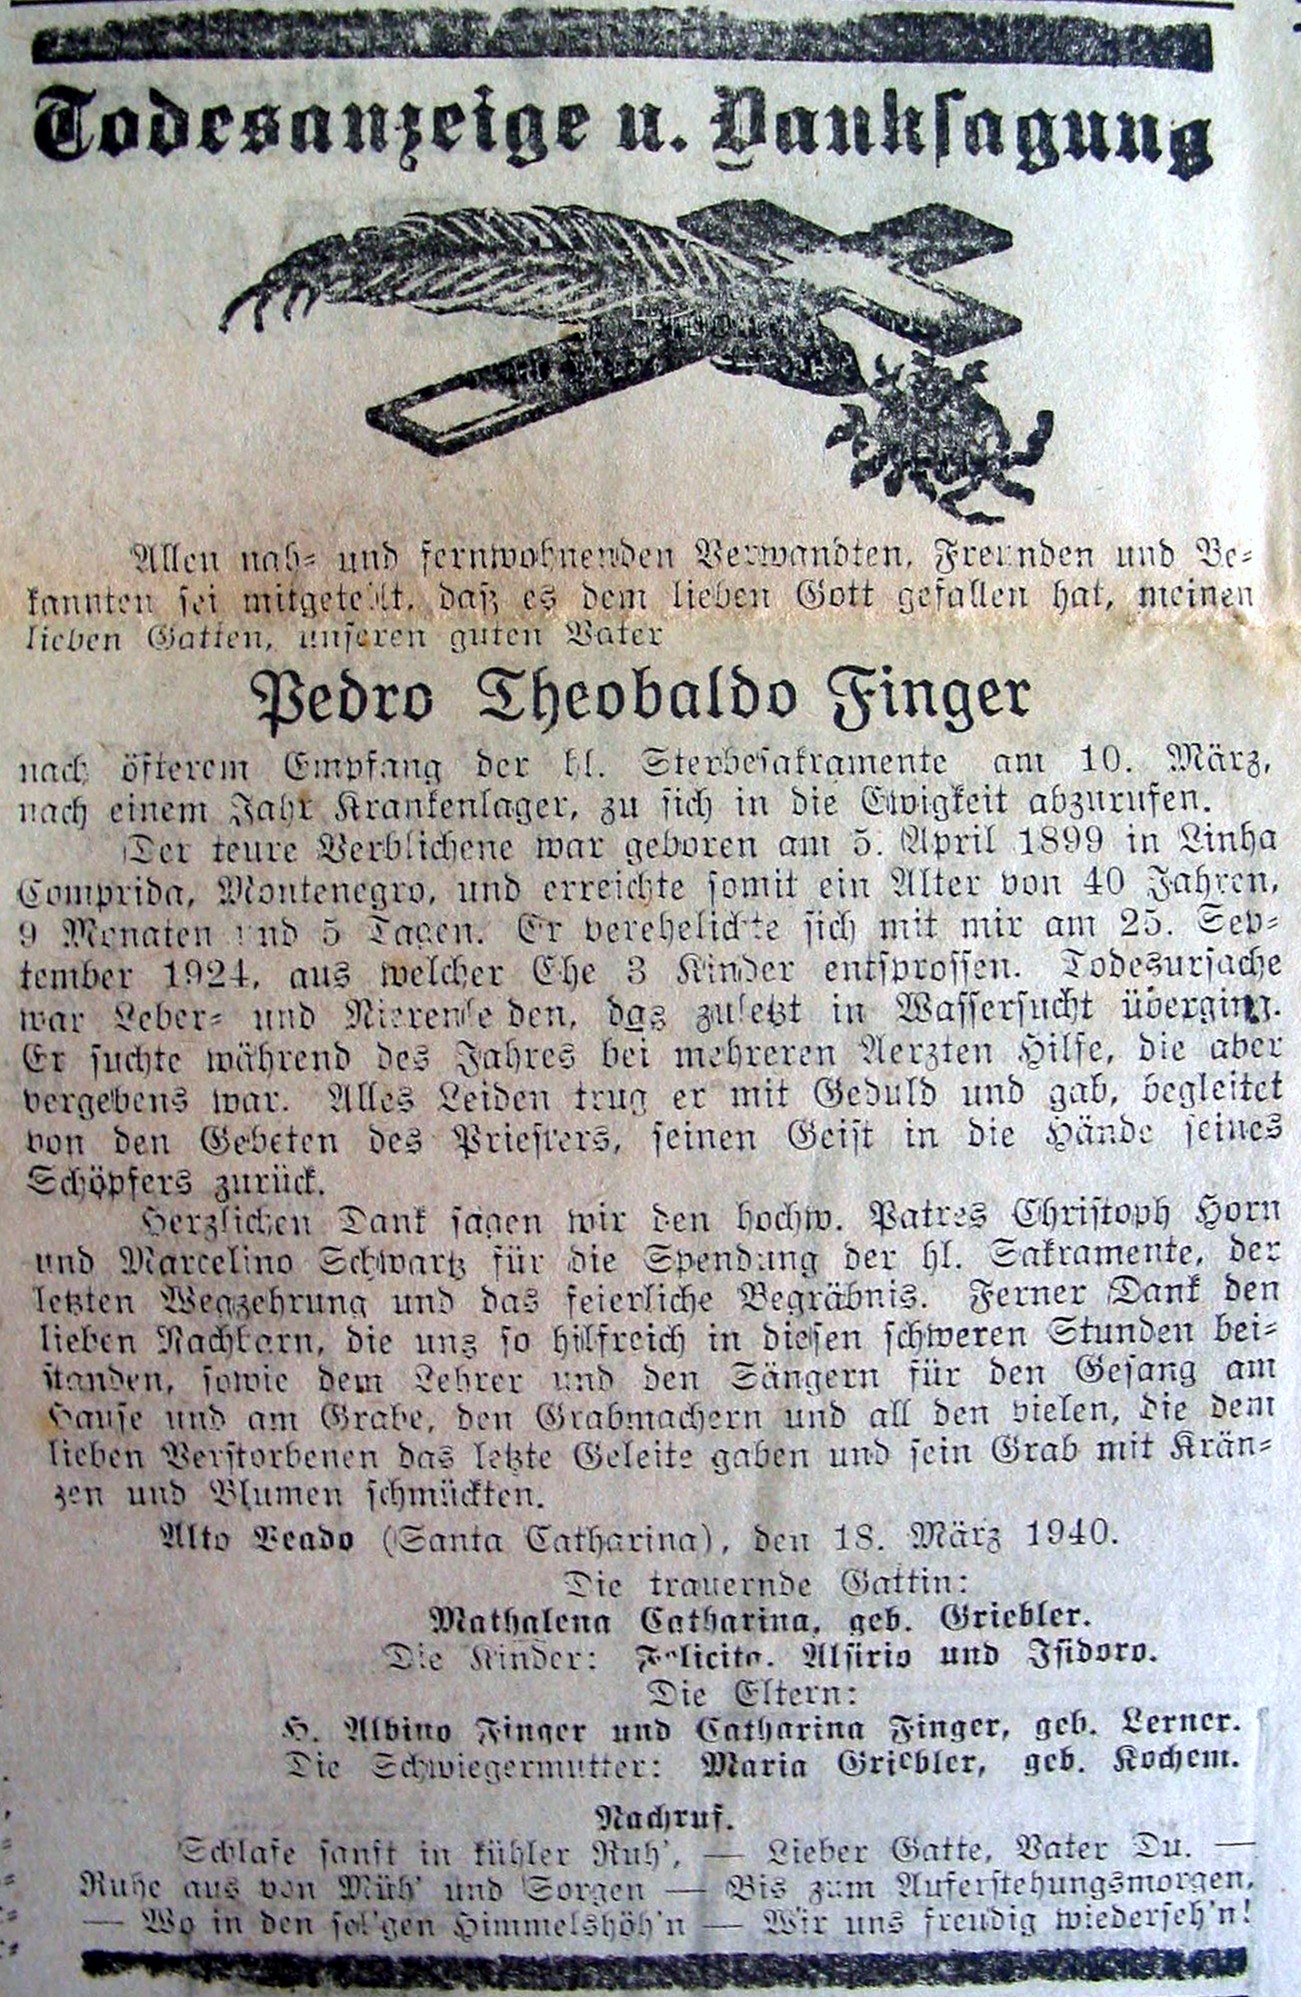 Todesanzeige u. Danksagung
Allen nah- und fernwohnenden Verwandten, Freunden und Be-
kannten sei mitgeteilt, daß es dem lieben Gott gefallen hat, meinen
lieben Gatten, unseren guten Vater
Pedro Theobaldo Finger
nach öfterem Empfang der hl. Sterbesakramente am 10. März,
nach einem Jahr Krankenlager, zu sich in die Ewigkeit abzurufen.
Der teure Verblichene war geboren am 5. April 1899 in Linha
Comprida, Montenegro, und erreichte somit ein Alter von 40 Jahren,
9 Monaten und 5 Tagen. Er verehelichte sich mit mir am 25. Sep-
tember 1924, aus welcher Ehe 3 Kinder entsprossen. Todesursache
war Leber- und Nierenleiden, das zuletzt in Wassersucht überging.
Er suchte während des Jahres bei mehreren Aerzten Hilfe, die aber
vergebens war. Alles Leiden trug er mit Geduld und gab, begleitet
von den Gebeten des Priesters, seinen Geist in die Hände seines
Schöpfers zurück.
Herzlichen Dank sagen wir den hochw. Patres Christoph Horn
und Marcelino Schwartz für die Spendung der hl. Sakramente, der
letzten Wegzehrung und das feierliche Begräbnis. Ferner Dank den
lieben Nachbarn, die uns so hilfreich in diesen schweren Stunden bei-
standen, sowie dem Lehrer und den Sängern für den Gesang am
Hause und am Grabe, den Grabmachern und all den vielen, die dem
lieben Verstorbenen das letzte Geleite gaben und sein Grab mit Krän-
zen und Blumen schmückten.
Alto Veado (Santa Catharina), den 18. März 1940.
Die trauernde Gattin:
Mathalena Catharina, geb. Griebler.
Die Kinder: Felicita, Alsirio und Isidoro.
Die Eltern:
H. Albino Finger und Catharina Finger, geb. Lerner.
Die Schwiegermutter: Maria Griebler, geb. Kochem.
Nachruf.
Schlafe sanft in kühler Ruh', — Lieber Gatte, Vater Du. —
Ruhe aus von Müh' und Sorgen — Bis zum Auferstehungsmorgen,
— Wo in den sel'gen Himmelshöh'n — Wir uns freudig wiederseh'n!